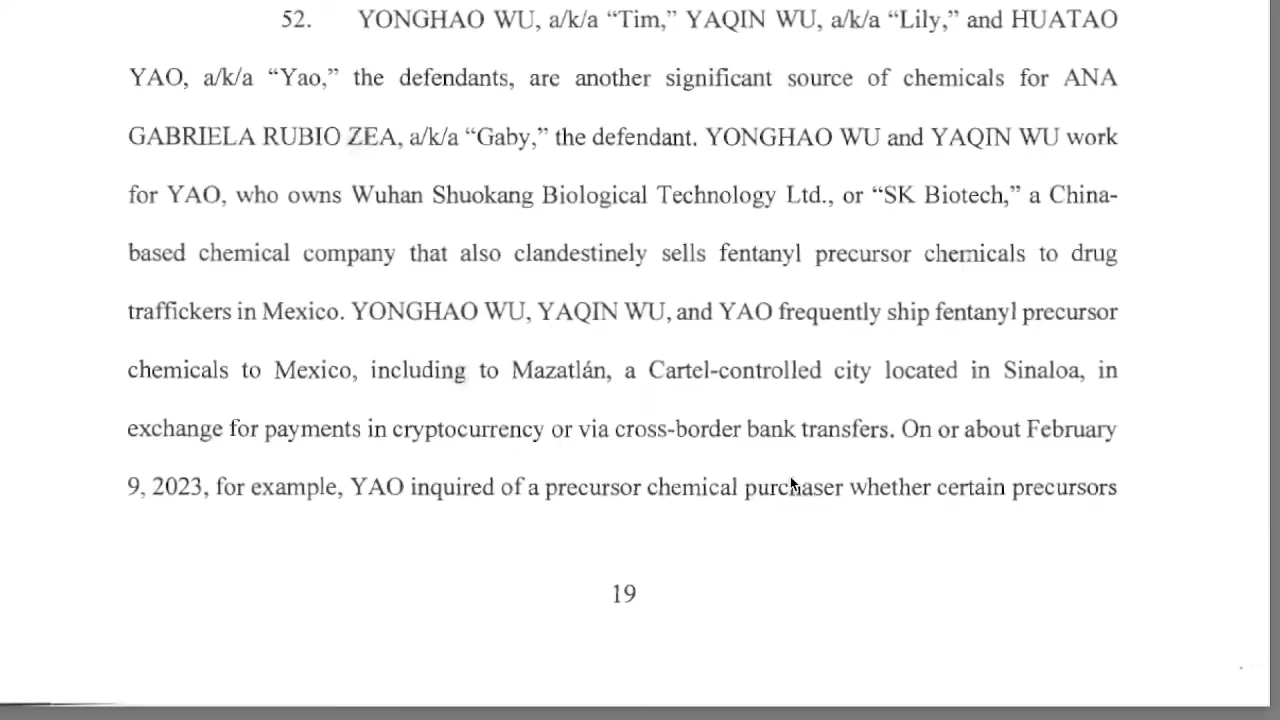 52. YONGHAO WU, a/k/a “Tim,” YAQIN WU, a/k/a “Lily,” and HUATAO
YAO, a/k/a “Yao,” the defendants, are another significant source of chemicals for ANA
GABRIELA RUBIO ZEA, a/k/a “Gaby,” the defendant. YONGHAO WU and YAQIN WU work
for YAO, who owns Wuhan Shuokang Biological Technology Ltd., or “SK Biotech,” a China-
based chemical company that also clandestinely sells fentanyl precursor chemicals to drug
traffickers in Mexico. YONGHAO WU, YAQIN WU, and YAO frequently ship fentanyl precursor
chemicals to Mexico, including to Mazatlán, a Cartel-controlled city located in Sinaloa, in
exchange for payments in cryptocurrency or via cross-border bank transfers. On or about February
9, 2023, for example, YAO inquired of a precursor chemical purchaser whether certain precursors
19